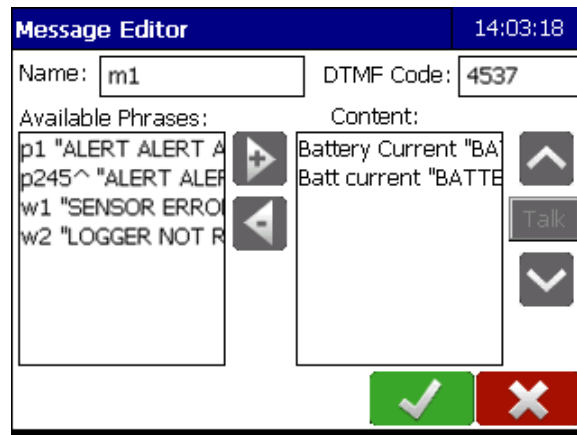 Message Editor 14:03:18
Name: m1 DTMF Code: 4537
Available Phrases: Content:
p1 "ALERT ALERT A
p245^ "ALERT ALER
w1 "SENSOR ERRO
w2 "LOGGER NOT R
Battery Current "BA
Batt current "BATTE
Talk